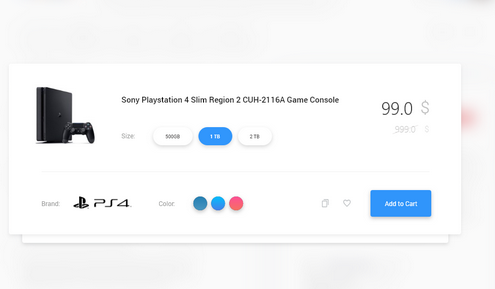 Sony Playstation 4 Slim Region 2 CUH-2116A Game Console
99.0 $
399.0 $
Size:
500GB
1 TB
2 TB
Brand:
PS4
Color:
Add to Cart